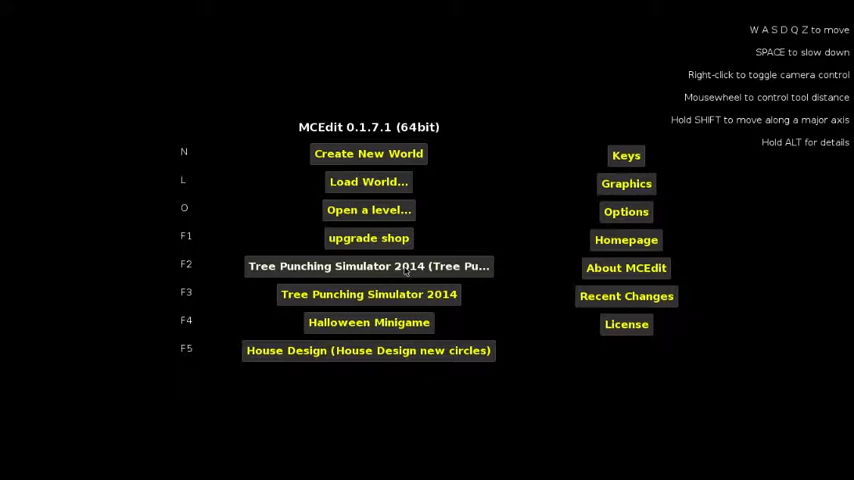 W A S D Q Z to move
SPACE to slow down
Right-click to toggle camera control
Mousewheel to control tool distance
Hold SHIFT to move along a major axis
Hold ALT for details
MCEdit 0.1.7.1 (64bit)
N Create New World
L Load World...
O Open a level...
F1 upgrade shop
F2 Tree Punching Simulator 2014 (Tree Pu...
F3 Tree Punching Simulator 2014
F4 Halloween Minigame
F5 House Design (House Design new circles)
Keys
Graphics
Options
Homepage
About MCEdit
Recent Changes
License